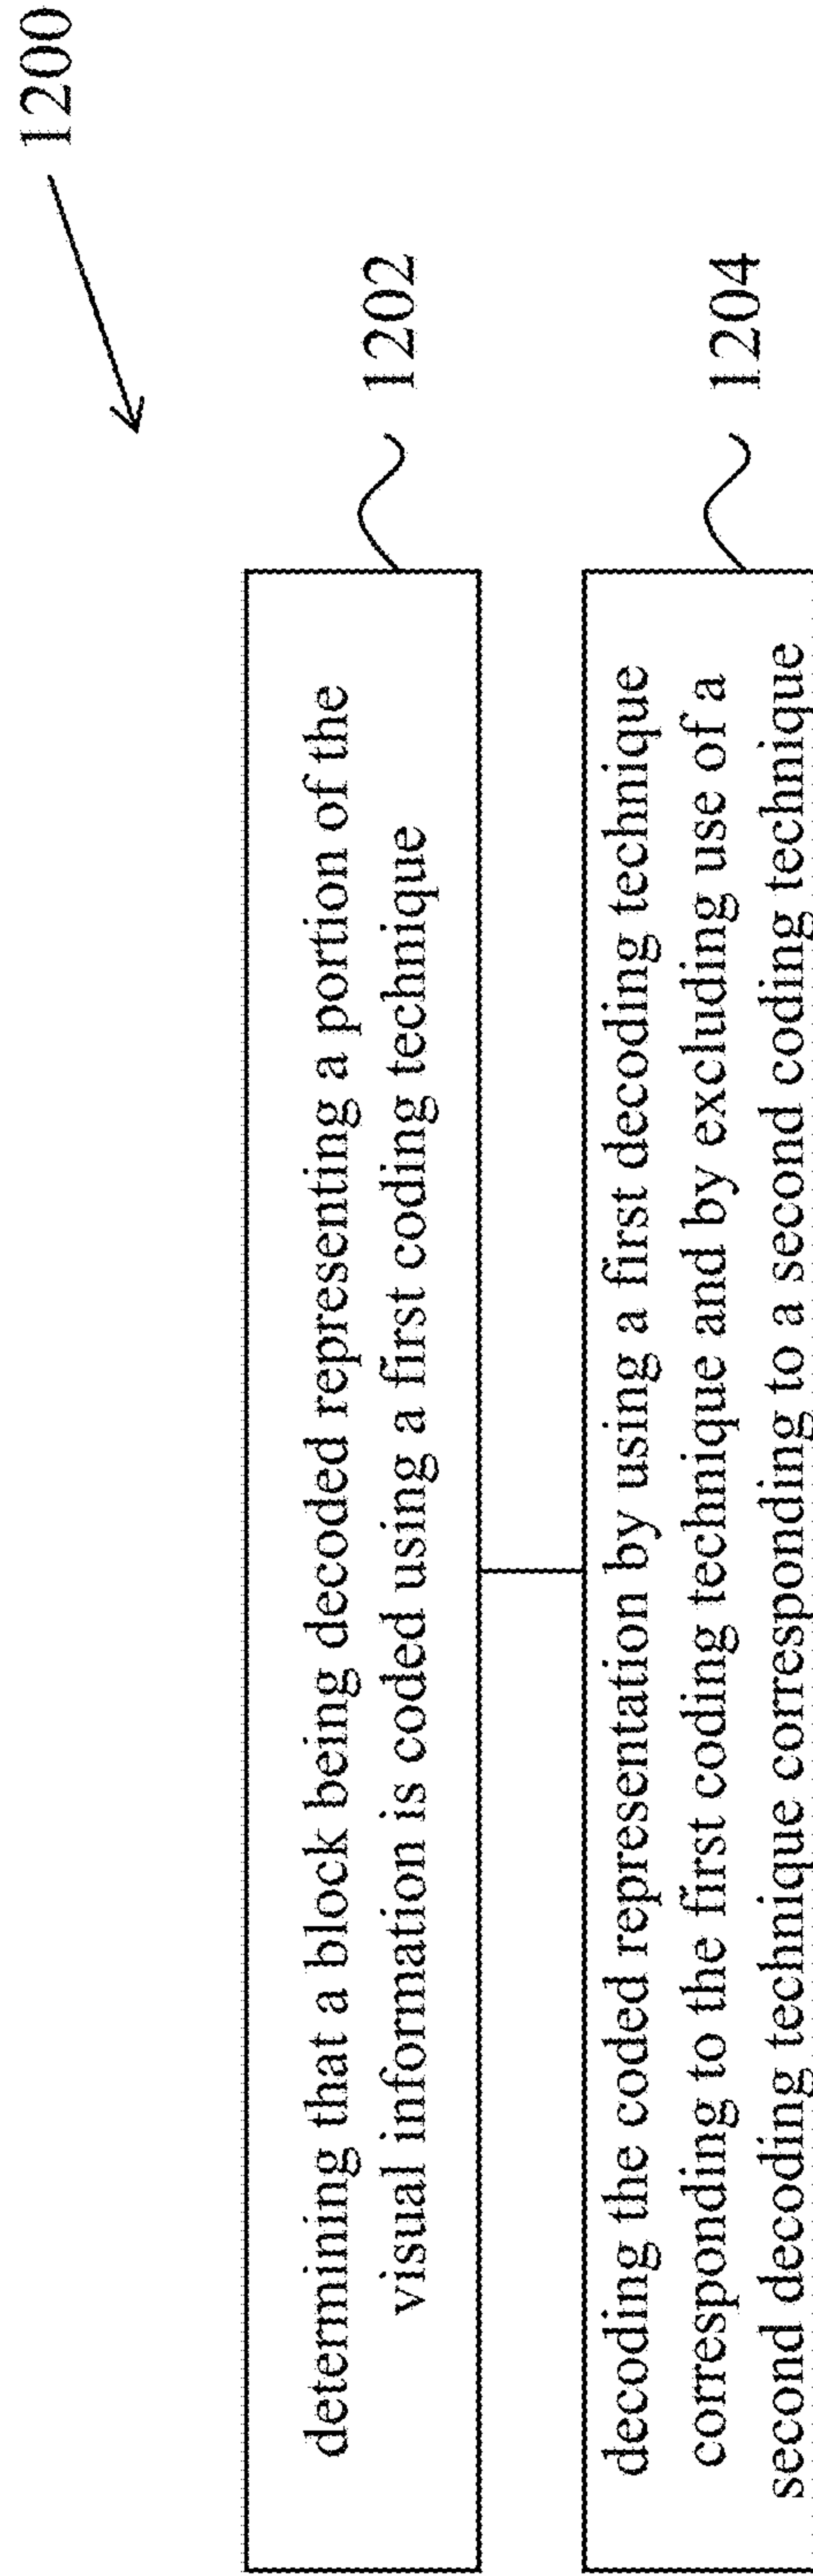 1200
determining that a block being decoded representing a portion of the
visual information is coded using a first coding technique
1202
decoding the coded representation by using a first decoding technique
corresponding to the first coding technique and by excluding use of a
second decoding technique corresponding to a second coding technique
1204